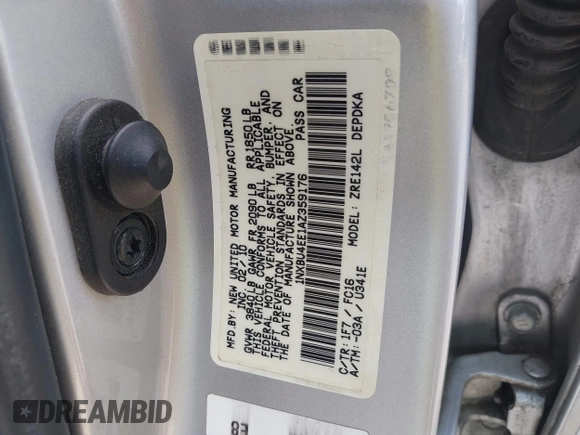 MFD.BY: NEW UNITED MOTOR MANUFACTURING
INC. 02/10
GVWR 3840LB GAWR FR 2090LB RR 1850LB
THIS VEHICLE CONFORMS TO ALL APPLICABLE
FEDERAL MOTOR VEHICLE SAFETY, BUMPER, AND
THEFT PREVENTION STANDARDS IN EFFECT ON
THE DATE OF MANUFACTURE SHOWN ABOVE.
1NXBU4EE1AZ359176 PASS CAR
C/TR: 1F7 / FC16 MODEL: ZRE142L DEPDKA
A/TM: -03A / U341E
DREAMBID